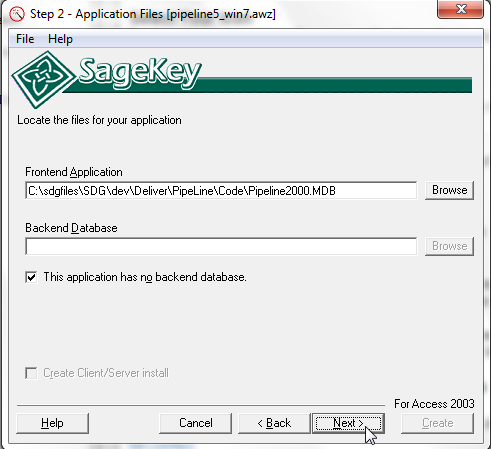 Step 2 - Application Files [pipeline5_win7.awz]
File Help
SageKey
Locate the files for your application
Frontend Application
C:\sdgfiles\SDG\dev\Deliver\PipeLine\Code\Pipeline2000.MDB Browse
Backend Database
Browse
This application has no backend database.
Create Client/Server install
For Access 2003
Help Cancel < Back Next > Create